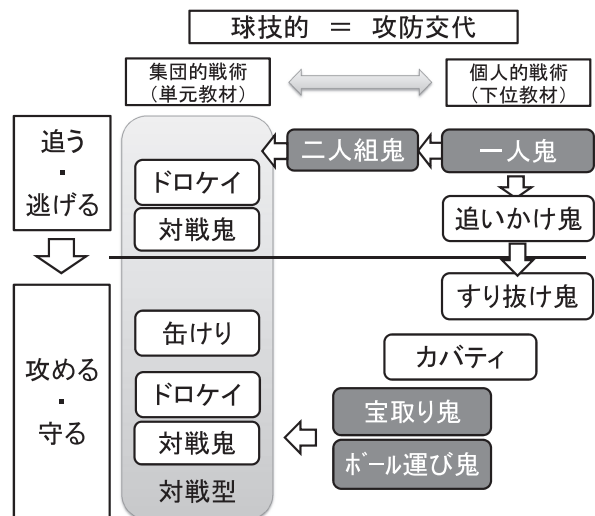 球技的 ＝ 攻防交代
集団的戦術
（単元教材）
個人的戦術
（下位教材）
追う
・
逃げる
二人組鬼
一人鬼
ドロケイ
対戦鬼
追いかけ鬼
すり抜け鬼
攻める
・
守る
缶けり
ドロケイ
対戦鬼
対戦型
カバディ
宝取り鬼
ﾎﾞｰﾙ運び鬼